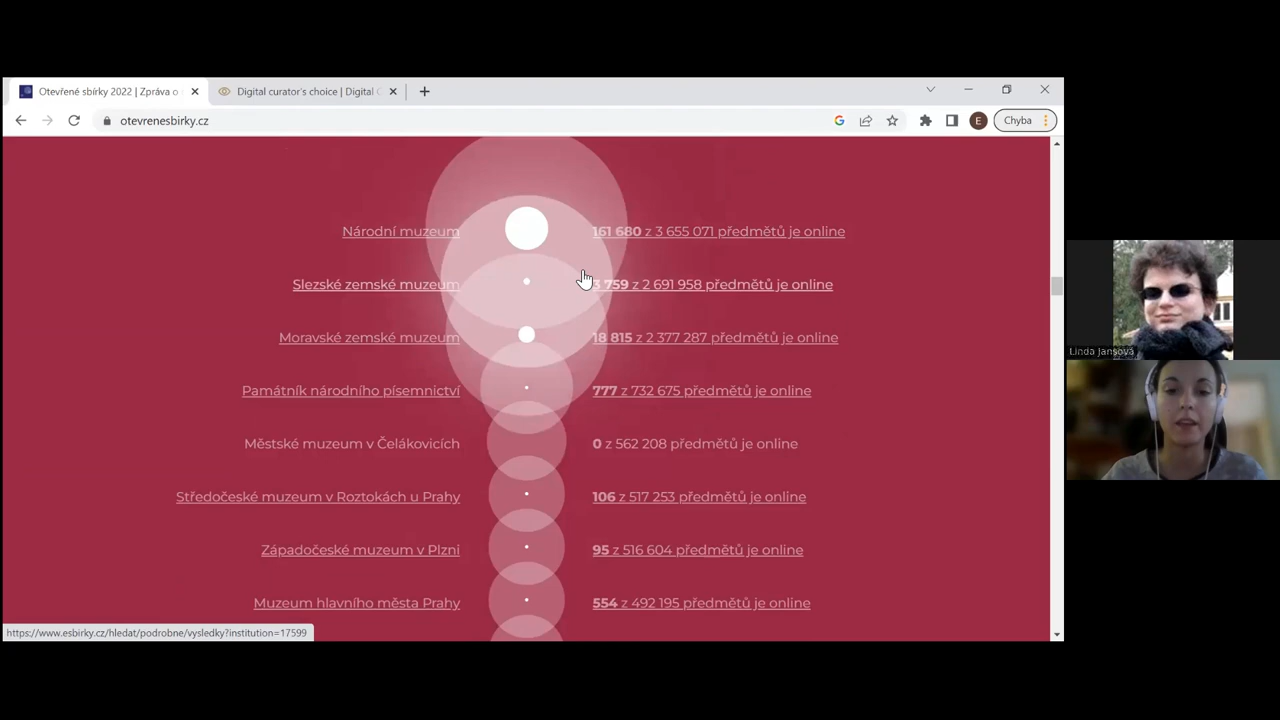 Otevřené sbírky 2022 | Zpráva o
Digital curator's choice | Digital
otevrenesbirky.cz
Chyba
Národní muzeum 161 680 z 3 655 071 předmětů je online
Slezské zemské muzeum 3 759 z 2 691 958 předmětů je online
Moravské zemské muzeum 18 815 z 2 377 287 předmětů je online
Památník národního písemnictví 777 z 732 675 předmětů je online
Městské muzeum v Čelákovicích 0 z 562 208 předmětů je online
Středočeské muzeum v Roztokách u Prahy 106 z 517 253 předmětů je online
Západočeské muzeum v Plzni 95 z 516 604 předmětů je online
Muzeum hlavního města Prahy 554 z 492 195 předmětů je online
https://www.esbirky.cz/hledat/podrobne/vysledky?institution=17599
Linda Jansová